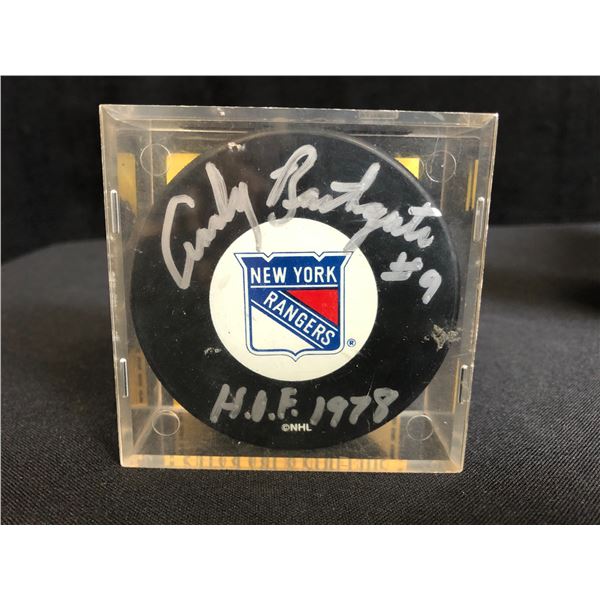 Andy Bathgate
#9
NEW YORK
RANGERS
®
H.O.F. 1978
©NHL